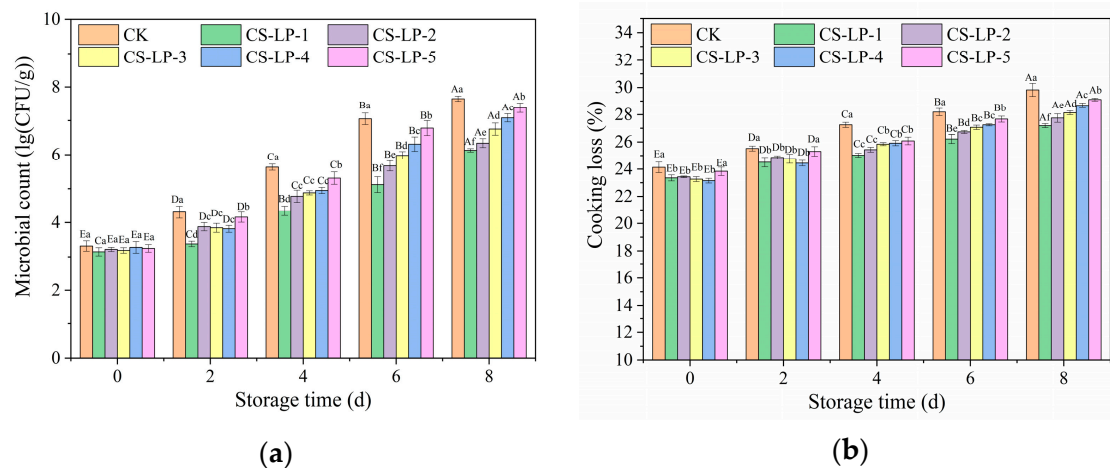 10
8
6
4
2
0
Microbial count (lg(CFU/g))
CK
CS-LP-1
CS-LP-2
CS-LP-3
CS-LP-4
CS-LP-5
Ea
Ca
Ea
Ea
Ea
Ea
Da
Cd
Dc
Dc
Dc
Db
Ca
Bd
Cc
Cc
Cc
Cb
Ba
Bf
Be
Bd
Bc
Bb
Aa
Af
Ae
Ad
Ac
Ab
0
2
4
6
8
Storage time (d)
(a)
34
32
30
28
26
24
22
20
18
16
14
12
10
Cooking loss (%)
CK
CS-LP-1
CS-LP-2
CS-LP-3
CS-LP-4
CS-LP-5
Ea
Eb
Eb
Eb
Eb
Ea
Da
Db
Db
Db
Db
Da
Ca
Cc
Cc
Cb
Cb
Cb
Ba
Be
Bd
Bc
Bc
Bb
Aa
Af
Ae
Ad
Ac
Ab
0
2
4
6
8
Storage time (d)
(b)